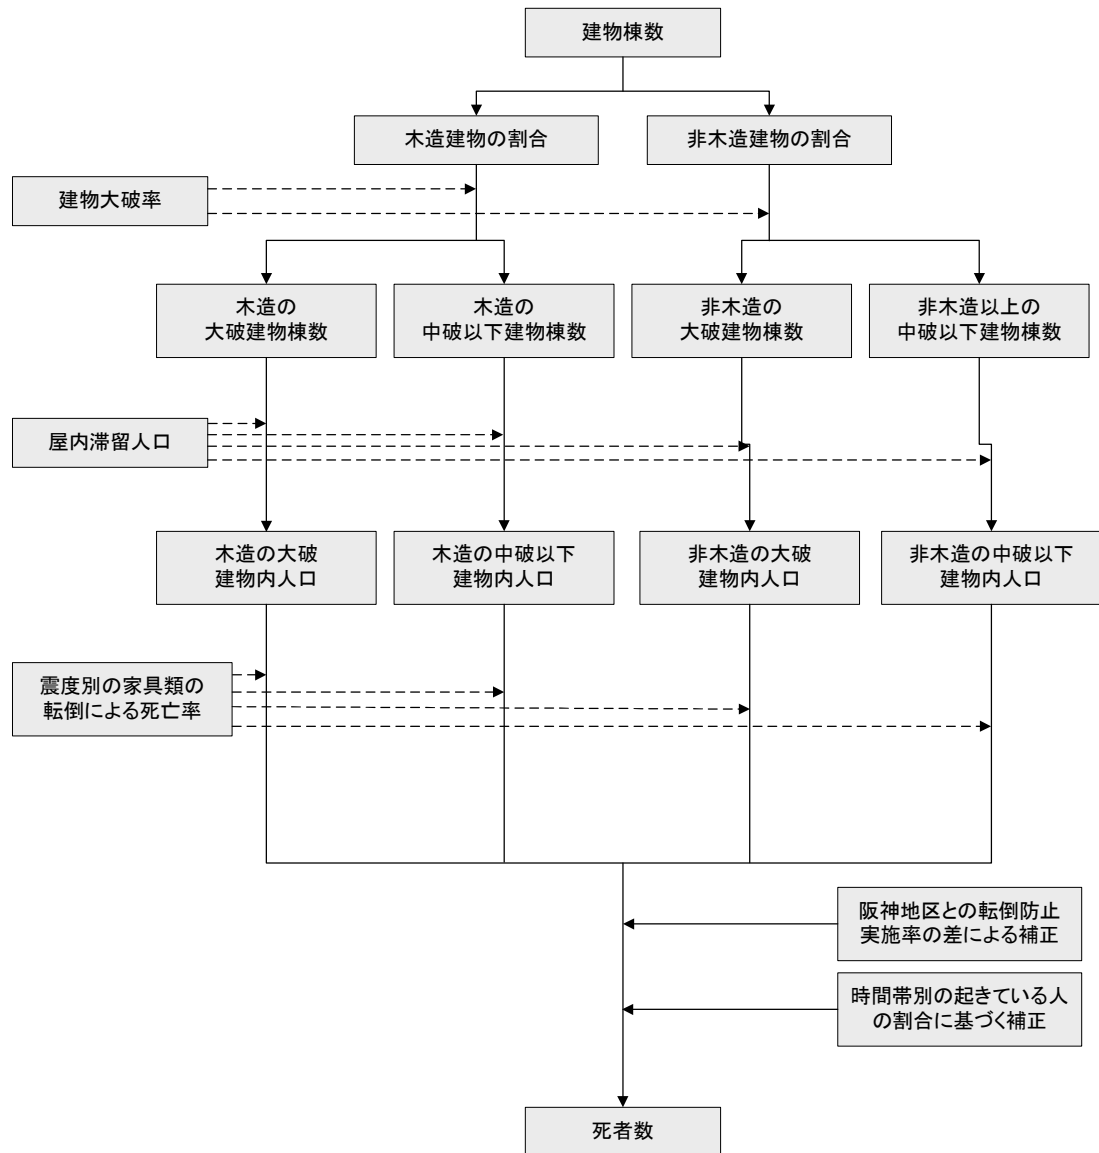 建物棟数
木造建物の割合
非木造建物の割合
建物大破率
木造の
大破建物棟数
木造の
中破以下建物棟数
非木造の
大破建物棟数
非木造以上の
中破以下建物棟数
屋内滞留人口
木造の大破
建物内人口
木造の中破以下
建物内人口
非木造の大破
建物内人口
非木造の中破以下
建物内人口
震度別の家具類の
転倒による死亡率
阪神地区との転倒防止
実施率の差による補正
時間帯別の起きている人
の割合に基づく補正
死者数